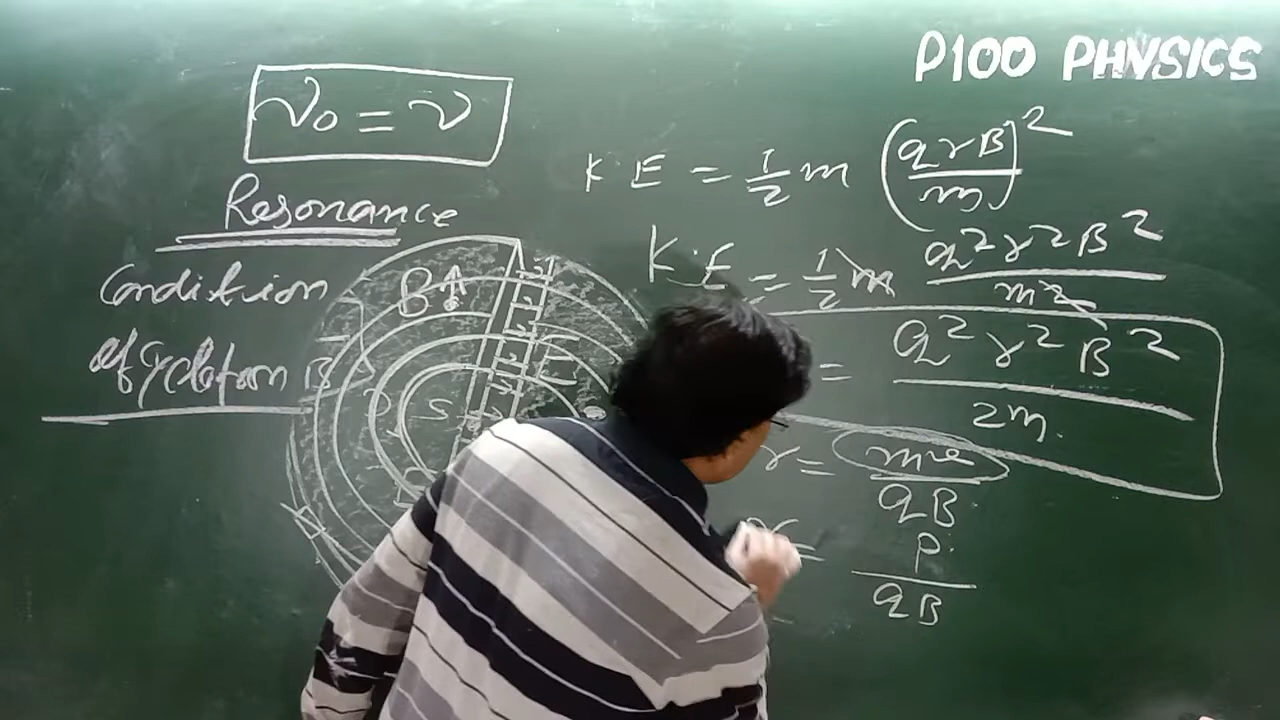 P100 PHYSICS
ν₀ = ν
Resonance
Condition
of Cyclotron
B
S
B
KE = 1/2 m (qrB/m)²
K.E = 1/2 m q²r²B²/m²
= q²r²B²/2m.
r = mv/qB
r = P/qB